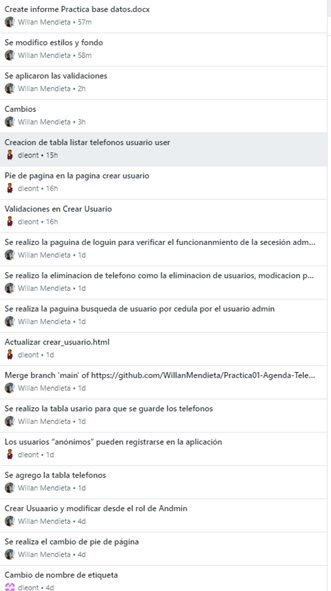 Create informe Practica base datos.docx
Willan Mendieta • 57m
Se modifico estilos y fondo
Willan Mendieta • 58m
Se aplicaron las validaciones
Willan Mendieta • 2h
Cambios
Willan Mendieta • 3h
Creacion de tabla listar telefonos usuario user
dleont • 15h
Pie de pagina en la pagina crear usuario
dleont • 16h
Validaciones en Crear Usuario
dleont • 16h
Se realizo la paguina de loguin para verificar el funcionanmiento de la secesión adm...
Willan Mendieta • 1d
Se realizo la eliminacion de telefono como la eliminacion de usuarios, modicacion p...
Willan Mendieta • 1d
Se realiza la paguina busqueda de usuario por cedula por el usuario admin
Willan Mendieta • 1d
Actualizar crear_usuario.html
dleont • 1d
Merge branch 'main' of https://github.com/WillanMendieta/Practica01-Agenda-Tele...
Willan Mendieta • 1d
Se realizo la tabla usario para que se guarde los telefonos
Willan Mendieta • 1d
Los usuarios "anónimos" pueden registrarse en la aplicación
dleont • 1d
Se agrego la tabla telefonos
Willan Mendieta • 1d
Crear Usuaario y modificar desde el rol de Andmin
Willan Mendieta • 4d
Se realiza el cambio de pie de página
Willan Mendieta • 4d
Cambio de nombre de etiqueta
dleont • 4d